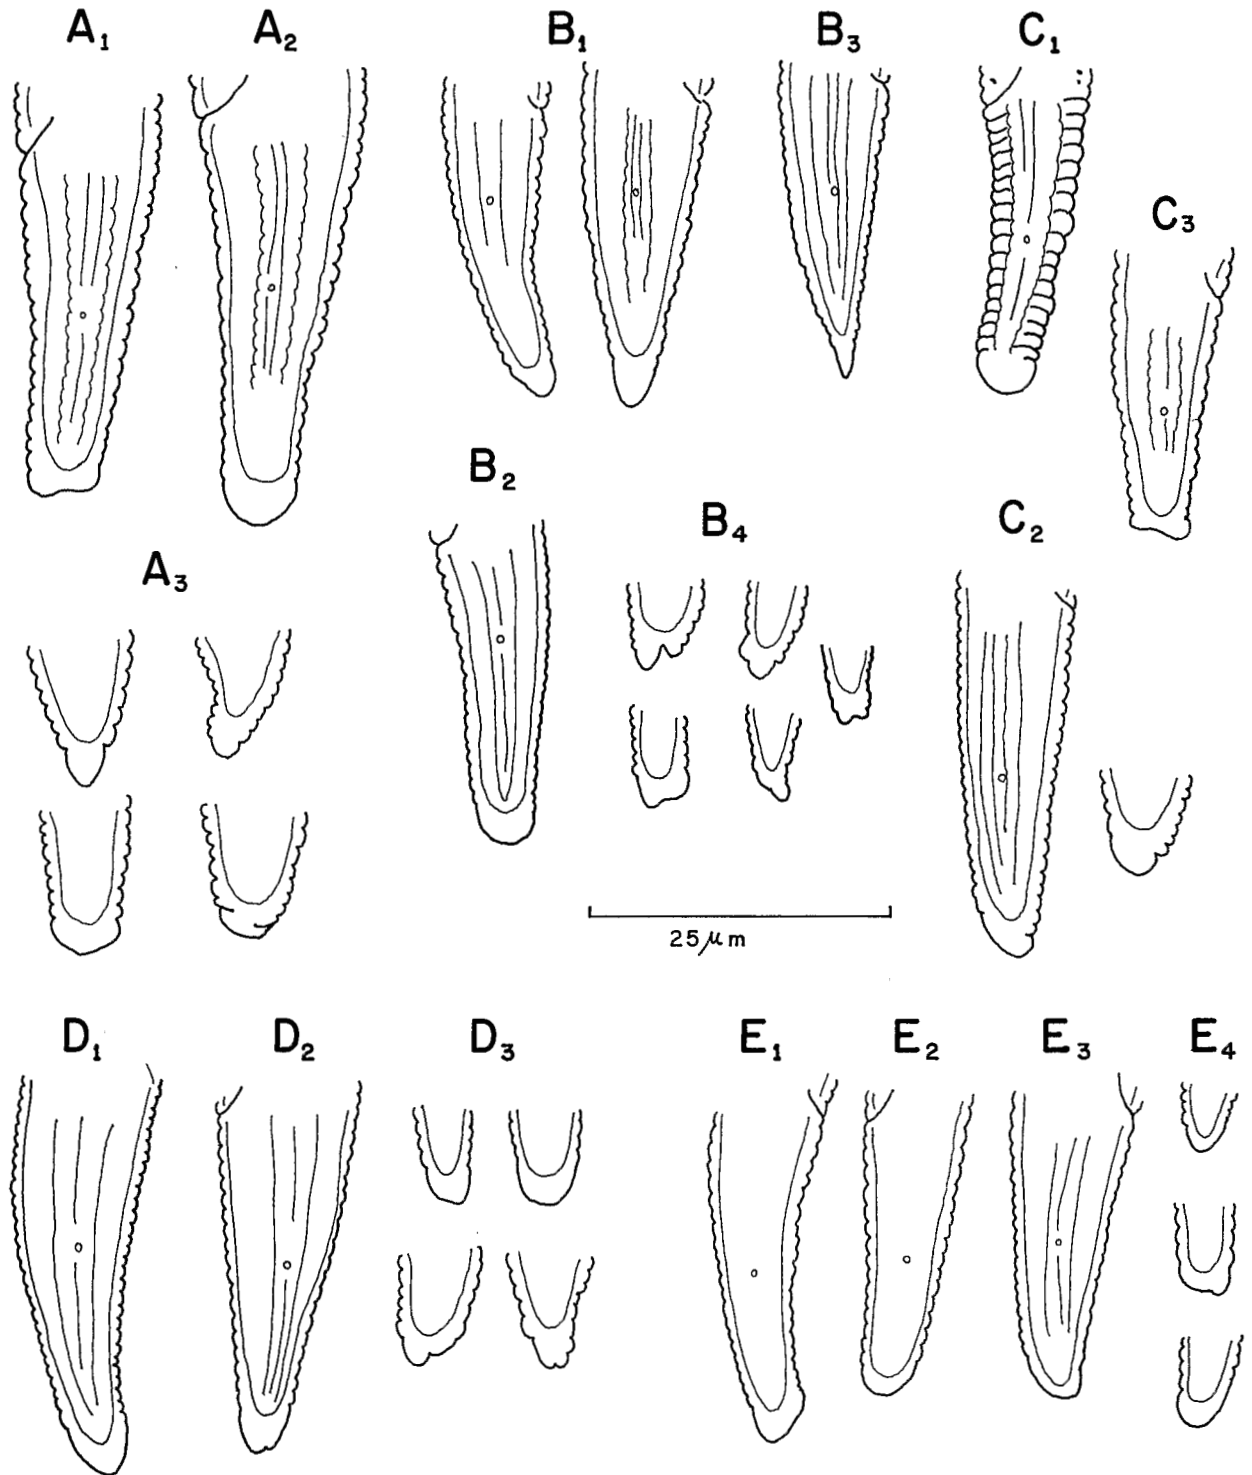 A₁ A₂ B₁ B₃ C₁
C₃
B₂ B₄ C₂
A₃
25 µm
D₁ D₂ D₃ E₁ E₂ E₃ E₄